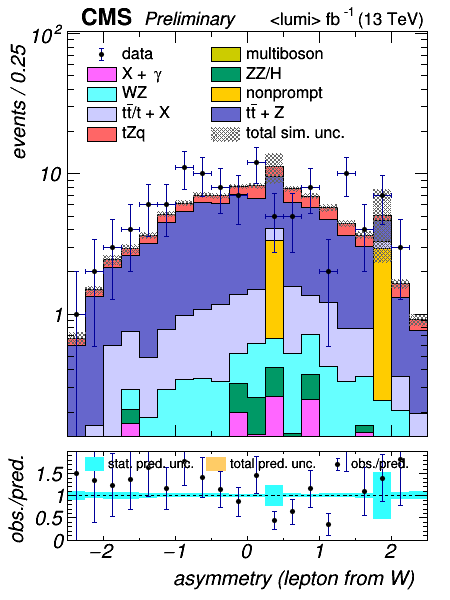 CMS Preliminary <lumi> fb⁻¹ (13 TeV)
events / 0.25
10²
10
1
data
X + γ
WZ
tt̄/t + X
tZq
multiboson
ZZ/H
nonprompt
tt̄ + Z
total sim. unc.
obs./pred.
1.5
1
0.5
0
stat. pred. unc.
total pred. unc.
obs./pred.
−2 −1 0 1 2
asymmetry (lepton from W)